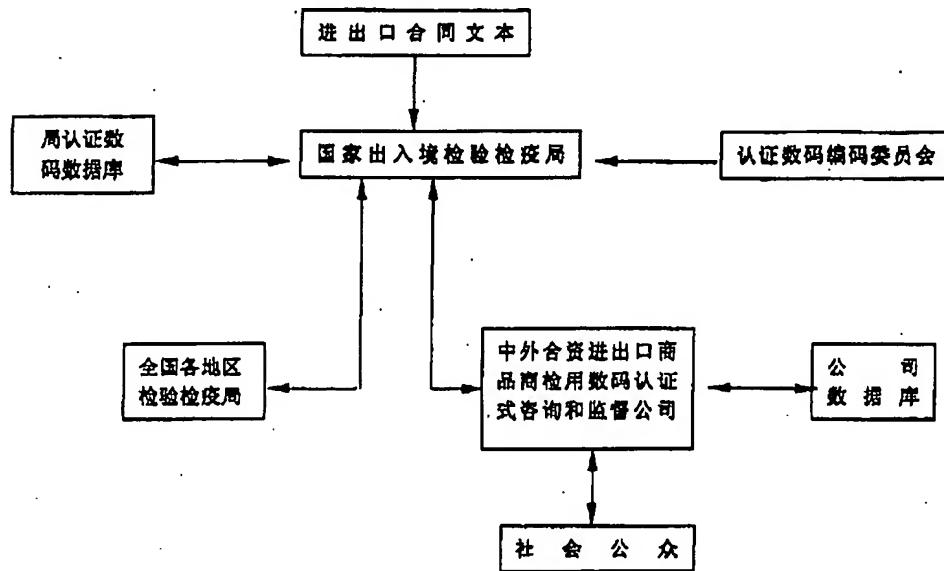 进出口合同文本
局认证数
码数据库
国家出入境检验检疫局
认证数码编码委员会
全国各地区
检验检疫局
中外合资进出口商
品商检用数码认证
式咨询和监督公司
公司
数据库
社会公众